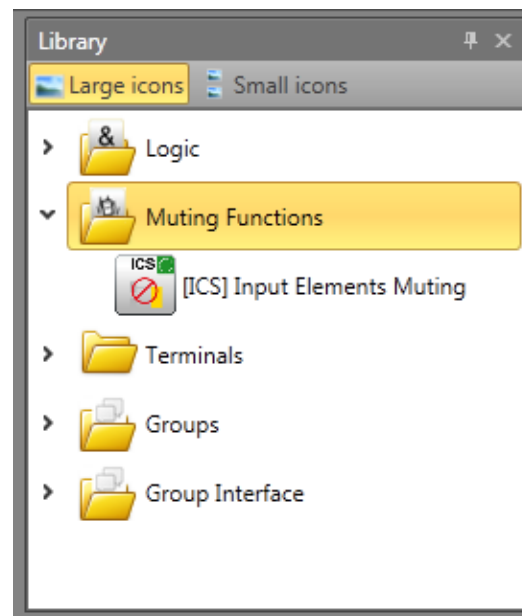 Library
Large icons Small icons
& Logic
Muting Functions
ICS
[ICS] Input Elements Muting
Terminals
Groups
Group Interface